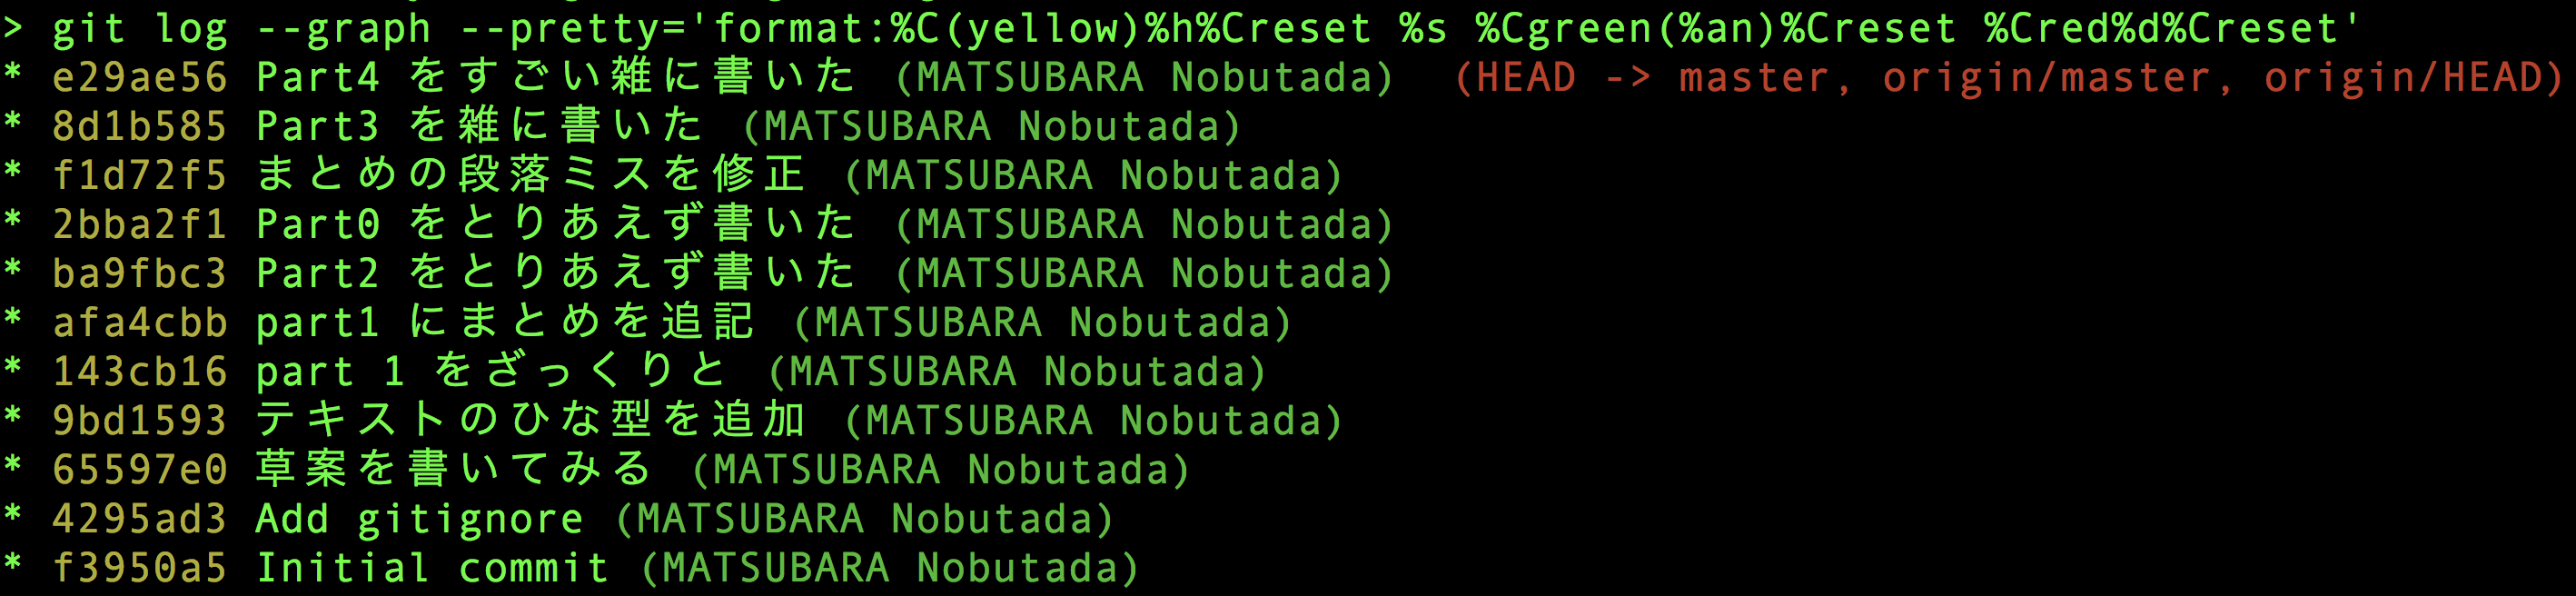 > git log --graph --pretty='format:%C(yellow)%h%Creset %s %Cgreen(%an)%Creset %Cred%d%Creset'
* e29ae56 Part4 をすごい雑に書いた (MATSUBARA Nobutada)  (HEAD -> master, origin/master, origin/HEAD)
* 8d1b585 Part3 を雑に書いた (MATSUBARA Nobutada)
* f1d72f5 まとめの段落ミスを修正 (MATSUBARA Nobutada)
* 2bba2f1 Part0 をとりあえず書いた (MATSUBARA Nobutada)
* ba9fbc3 Part2 をとりあえず書いた (MATSUBARA Nobutada)
* afa4cbb part1 にまとめを追記 (MATSUBARA Nobutada)
* 143cb16 part 1 をざっくりと (MATSUBARA Nobutada)
* 9bd1593 テキストのひな型を追加 (MATSUBARA Nobutada)
* 65597e0 草案を書いてみる (MATSUBARA Nobutada)
* 4295ad3 Add gitignore (MATSUBARA Nobutada)
* f3950a5 Initial commit (MATSUBARA Nobutada)